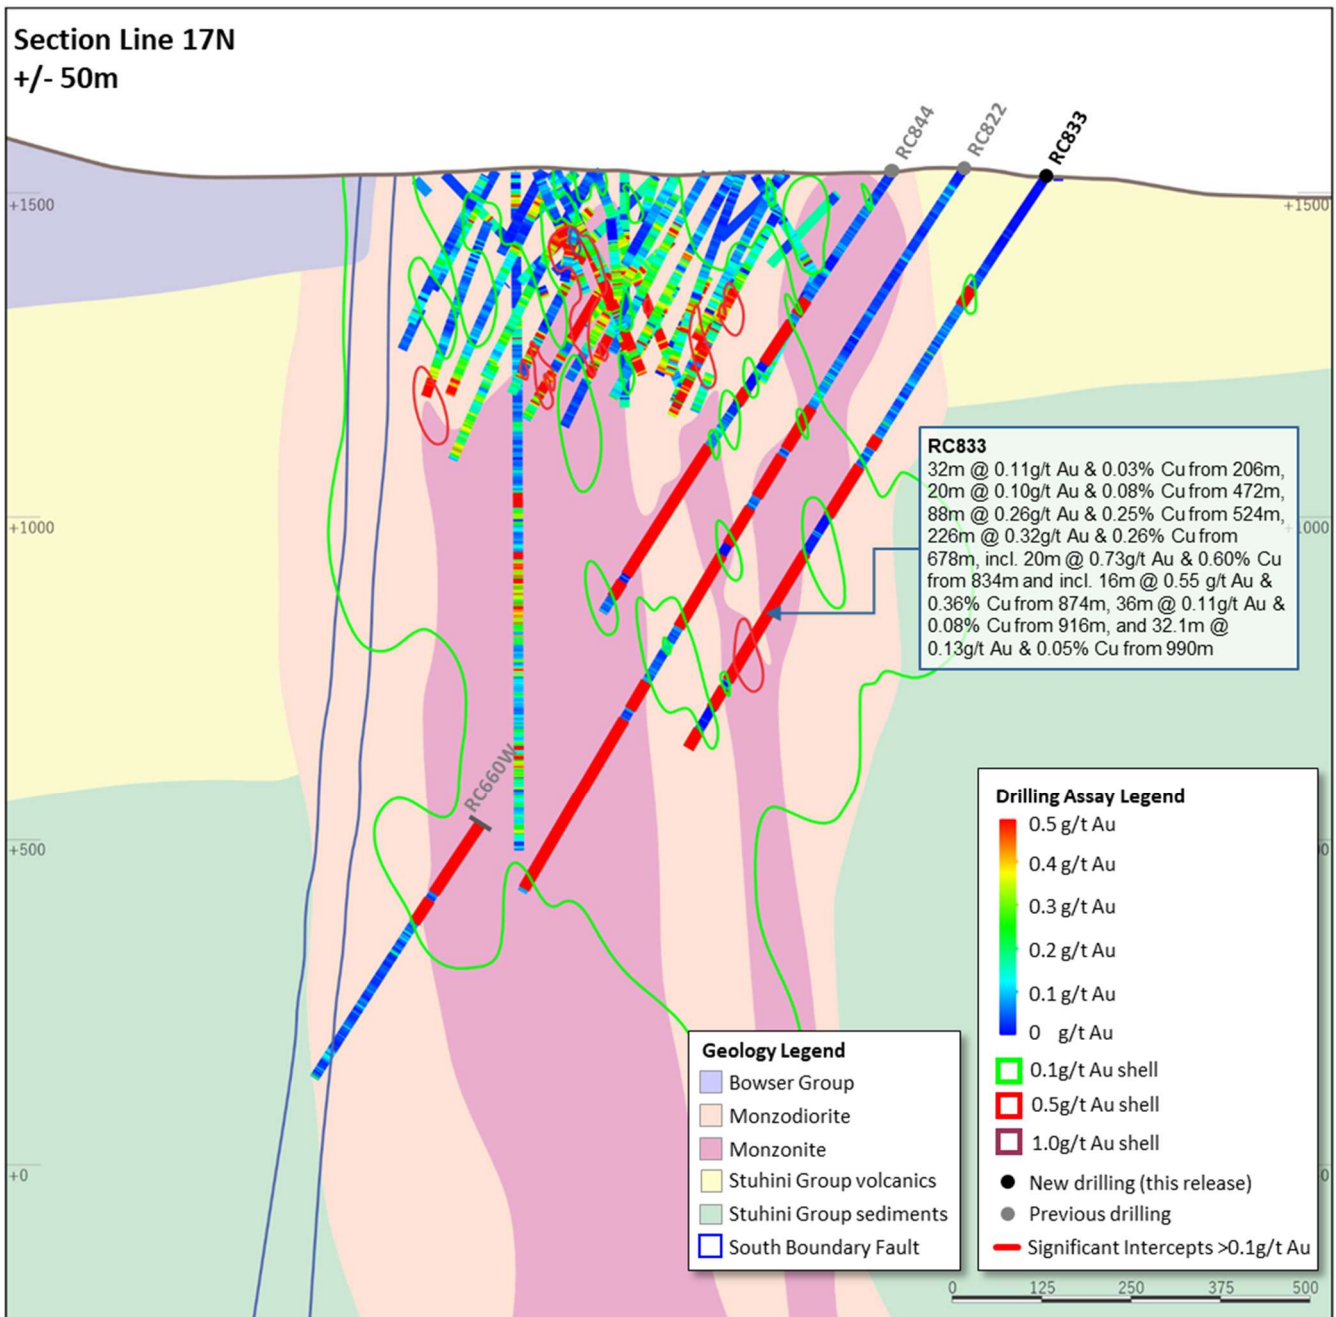 Section Line 17N
+/- 50m
RC844
RC822
RC833
+1500
+1500
RC833
32m @ 0.11g/t Au & 0.03% Cu from 206m,
20m @ 0.10g/t Au & 0.08% Cu from 472m,
88m @ 0.26g/t Au & 0.25% Cu from 524m,
226m @ 0.32g/t Au & 0.26% Cu from
678m, incl. 20m @ 0.73g/t Au & 0.60% Cu
from 834m and incl. 16m @ 0.55 g/t Au &
0.36% Cu from 874m, 36m @ 0.11g/t Au &
0.08% Cu from 916m, and 32.1m @
0.13g/t Au & 0.05% Cu from 990m
+1000
+1000
RC660W
+500
0
+0
0
Drilling Assay Legend
0.5 g/t Au
0.4 g/t Au
0.3 g/t Au
0.2 g/t Au
0.1 g/t Au
0 g/t Au
0.1g/t Au shell
0.5g/t Au shell
1.0g/t Au shell
New drilling (this release)
Previous drilling
Significant Intercepts >0.1g/t Au
Geology Legend
Bowser Group
Monzodiorite
Monzonite
Stuhini Group volcanics
Stuhini Group sediments
South Boundary Fault
0 125 250 375 500